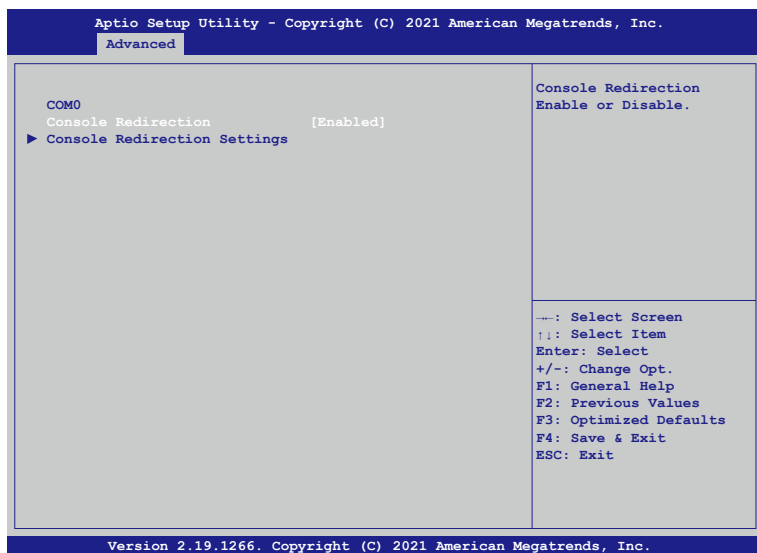 Aptio Setup Utility - Copyright (C) 2021 American Megatrends, Inc.
Advanced
COM0
Console Redirection [Enabled]
▶ Console Redirection Settings
Console Redirection
Enable or Disable.
→←: Select Screen
↑↓: Select Item
Enter: Select
+/-: Change Opt.
F1: General Help
F2: Previous Values
F3: Optimized Defaults
F4: Save & Exit
ESC: Exit
Version 2.19.1266. Copyright (C) 2021 American Megatrends, Inc.